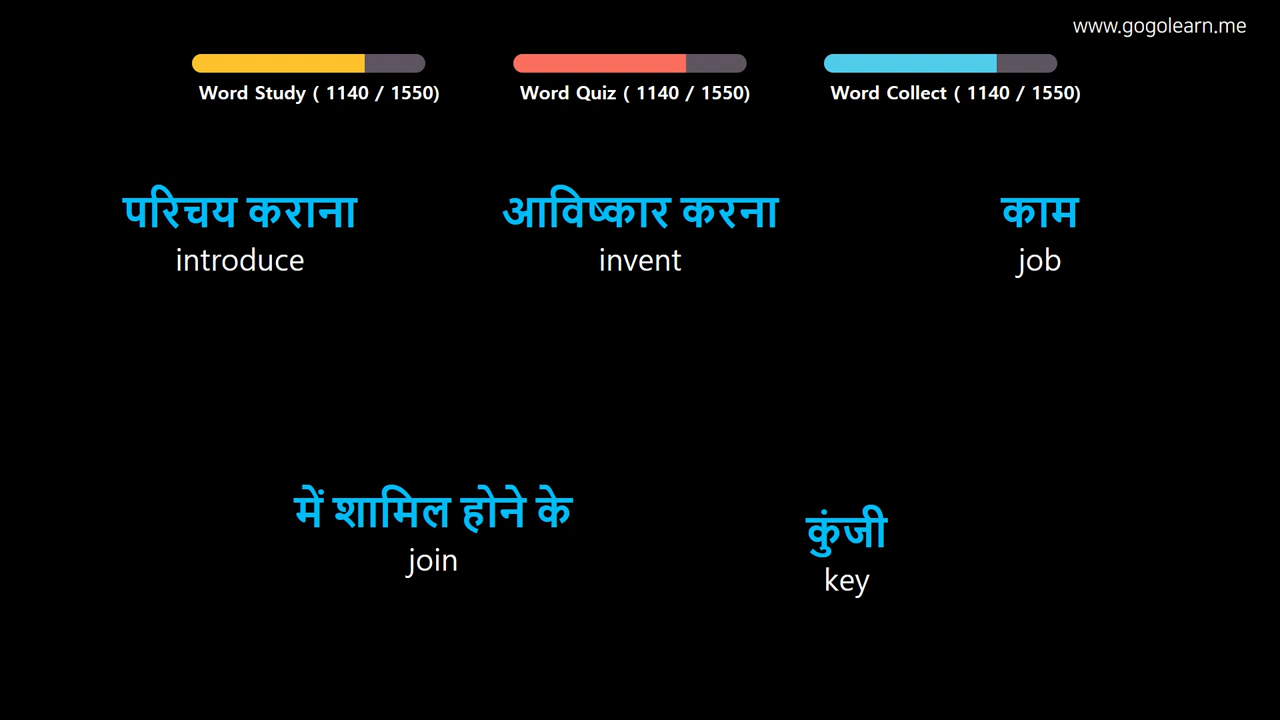 www.gogolearn.me
Word Study ( 1140 / 1550)
Word Quiz ( 1140 / 1550)
Word Collect ( 1140 / 1550)
परिचय कराना
introduce
आविष्कार करना
invent
काम
job
में शामिल होने के
join
कुंजी
key